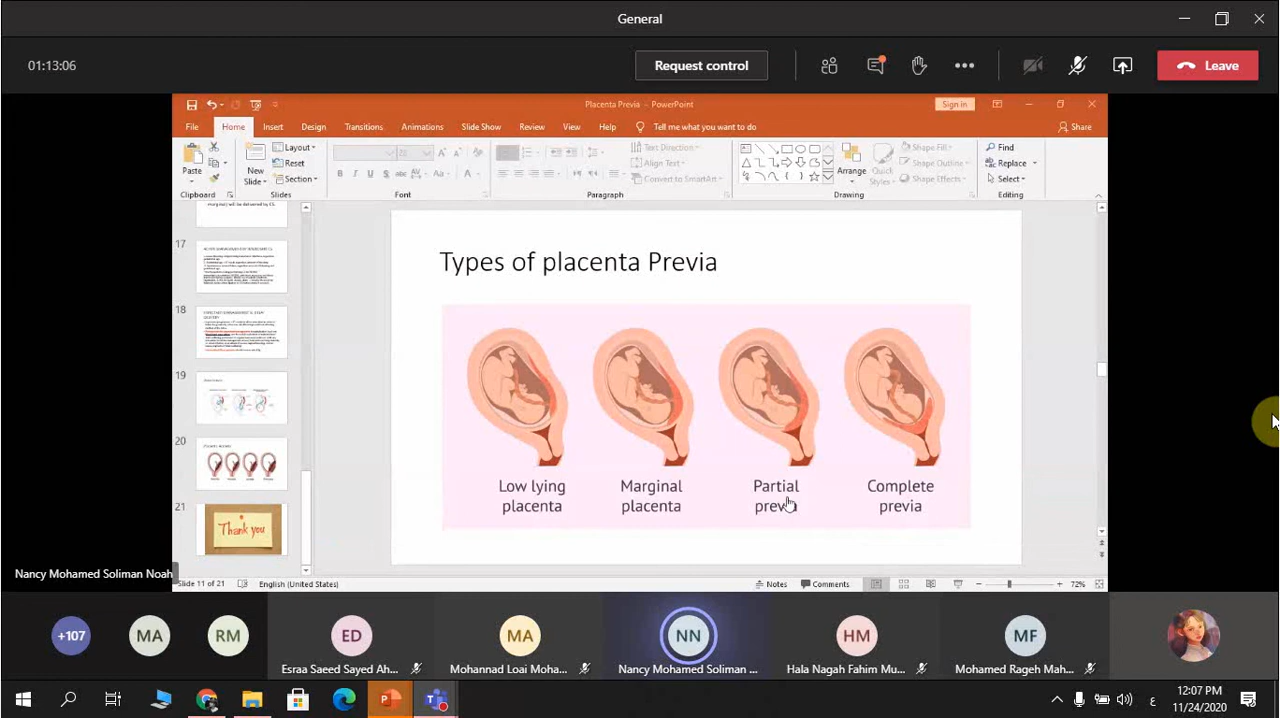 General
01:13:06
Request control
Leave
Placenta Previa – PowerPoint
Sign in
File
Home
Insert
Design
Transitions
Animations
Slide Show
Review
View
Help
Tell me what you want to do
Share
Paste
New
Slide
Layout
Reset
Section
B
I
U
S
Text Direction
Align Text
Convert to SmartArt
Arrange
Quick
Styles
Shape Fill
Shape Outline
Shape Effects
Find
Replace
Select
Clipboard
Slides
Font
Paragraph
Drawing
Editing
17
18
19
20
21
Thank you
Types of placenta Previa
Low lying
placenta
Marginal
placenta
Partial
previa
Complete
previa
Nancy Mohamed Soliman Noah
Slide 11 of 21
English (United States)
Notes
Comments
72%
+107
MA
RM
ED
MA
NN
HM
MF
Esraa Saeed Sayed Ah...
Mohannad Loai Moha...
Nancy Mohamed Soliman ...
Hala Nagah Fahim Mu...
Mohamed Rageh Mah...
ع
12:07 PM
11/24/2020